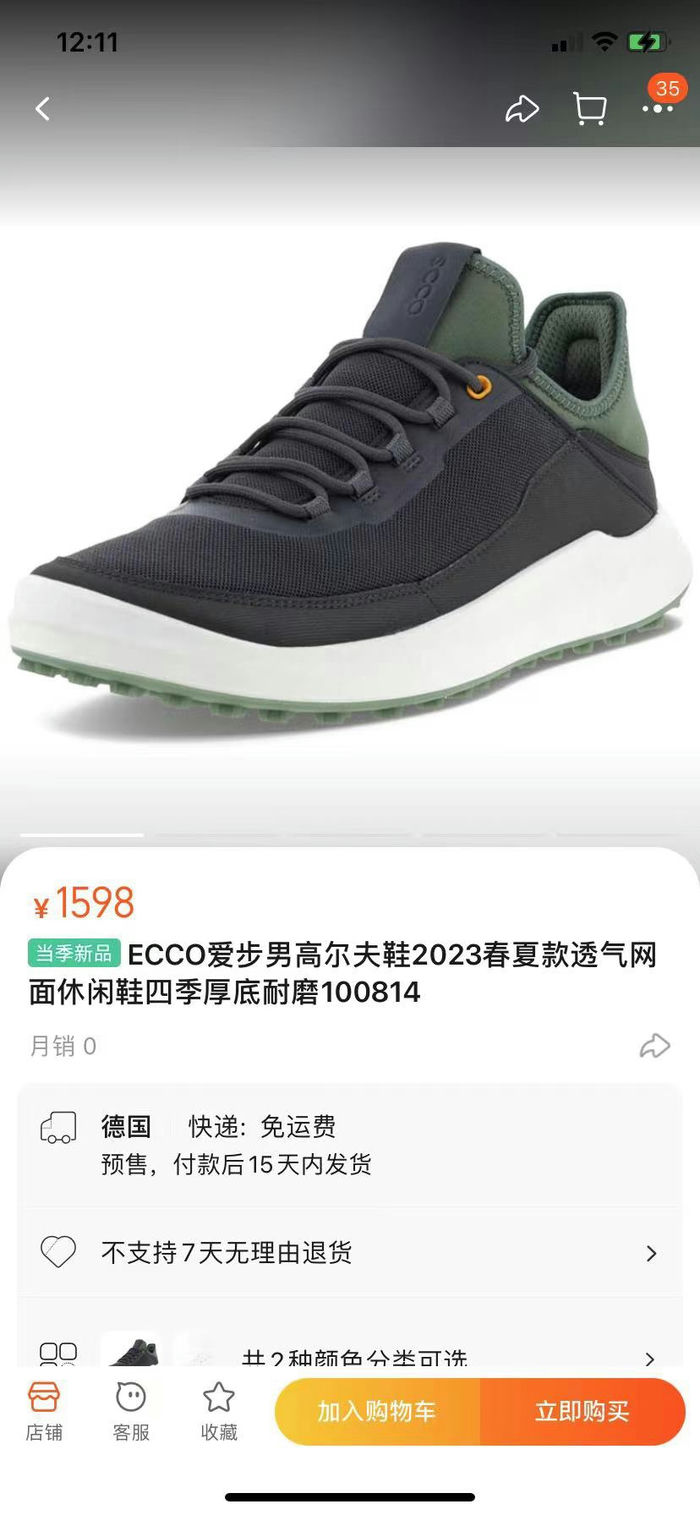 12:11
35
ecco
¥1598
当季新品 ECCO爱步男高尔夫鞋2023春夏款透气网
面休闲鞋四季厚底耐磨100814
月销 0
德国 快递: 免运费
预售，付款后15天内发货
不支持7天无理由退货
共2种颜色分类可选
店铺 客服 收藏 加入购物车 立即购买